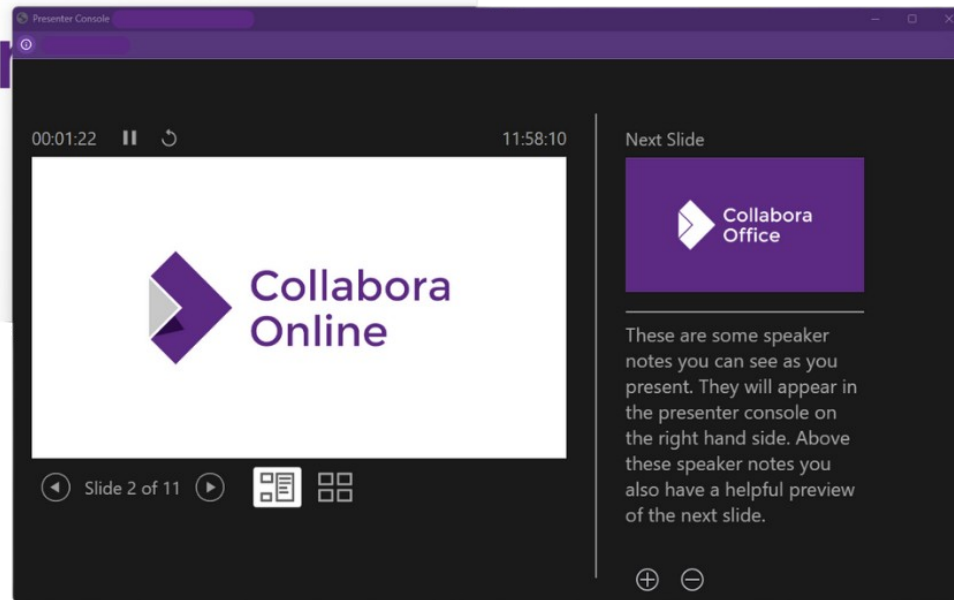 Presenter Console
00:01:22
11:58:10
Collabora
Online
Slide 2 of 11
Next Slide
Collabora
Office
These are some speaker
notes you can see as you
present. They will appear in
the presenter console on
the right hand side. Above
these speaker notes you
also have a helpful preview
of the next slide.